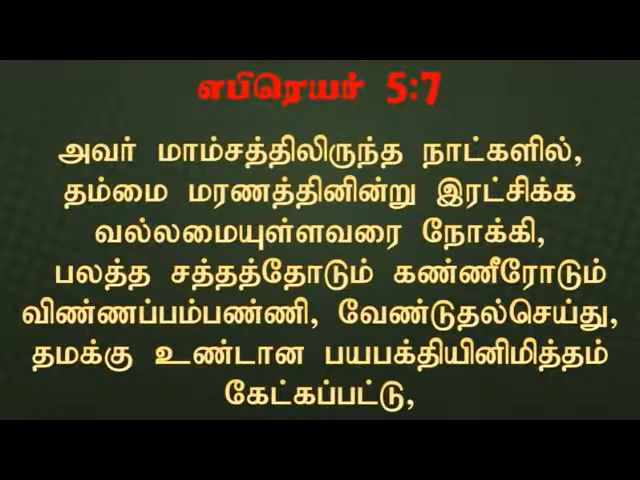 எபிரெயர் 5:7
அவர் மாம்சத்திலிருந்த நாட்களில்,
தம்மை மரணத்தினின்று இரட்சிக்க
வல்லமையுள்ளவரை நோக்கி,
பலத்த சத்தத்தோடும் கண்ணீரோடும்
விண்ணப்பம்பண்ணி, வேண்டுதல்செய்து,
தமக்கு உண்டான பயபக்தியினிமித்தம்
கேட்கப்பட்டு,